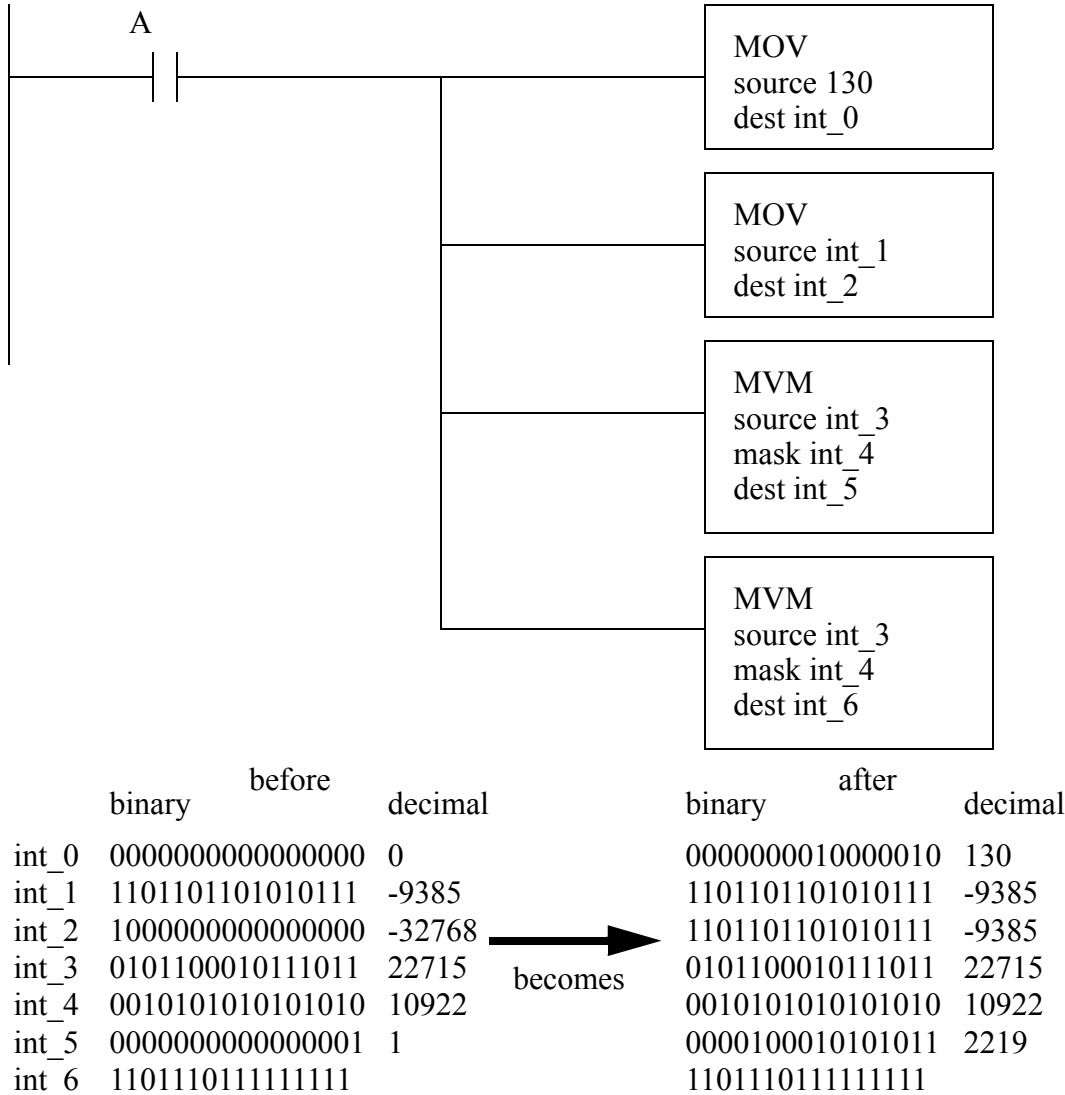 A
MOV
source 130
dest int_0
MOV
source int_1
dest int_2
MVM
source int_3
mask int_4
dest int_5
MVM
source int_3
mask int_4
dest int_6
before after
binary decimal binary decimal
int_0 0000000000000000 0 0000000010000010 130
int_1 1101101101010111 -9385 1101101101010111 -9385
int_2 1000000000000000 -32768 1101101101010111 -9385
becomes
int_3 0101100010111011 22715 0101100010111011 22715
int_4 0010101010101010 10922 0010101010101010 10922
int_5 0000000000000001 1 0000100010101011 2219
int_6 1101110111111111 1101110111111111